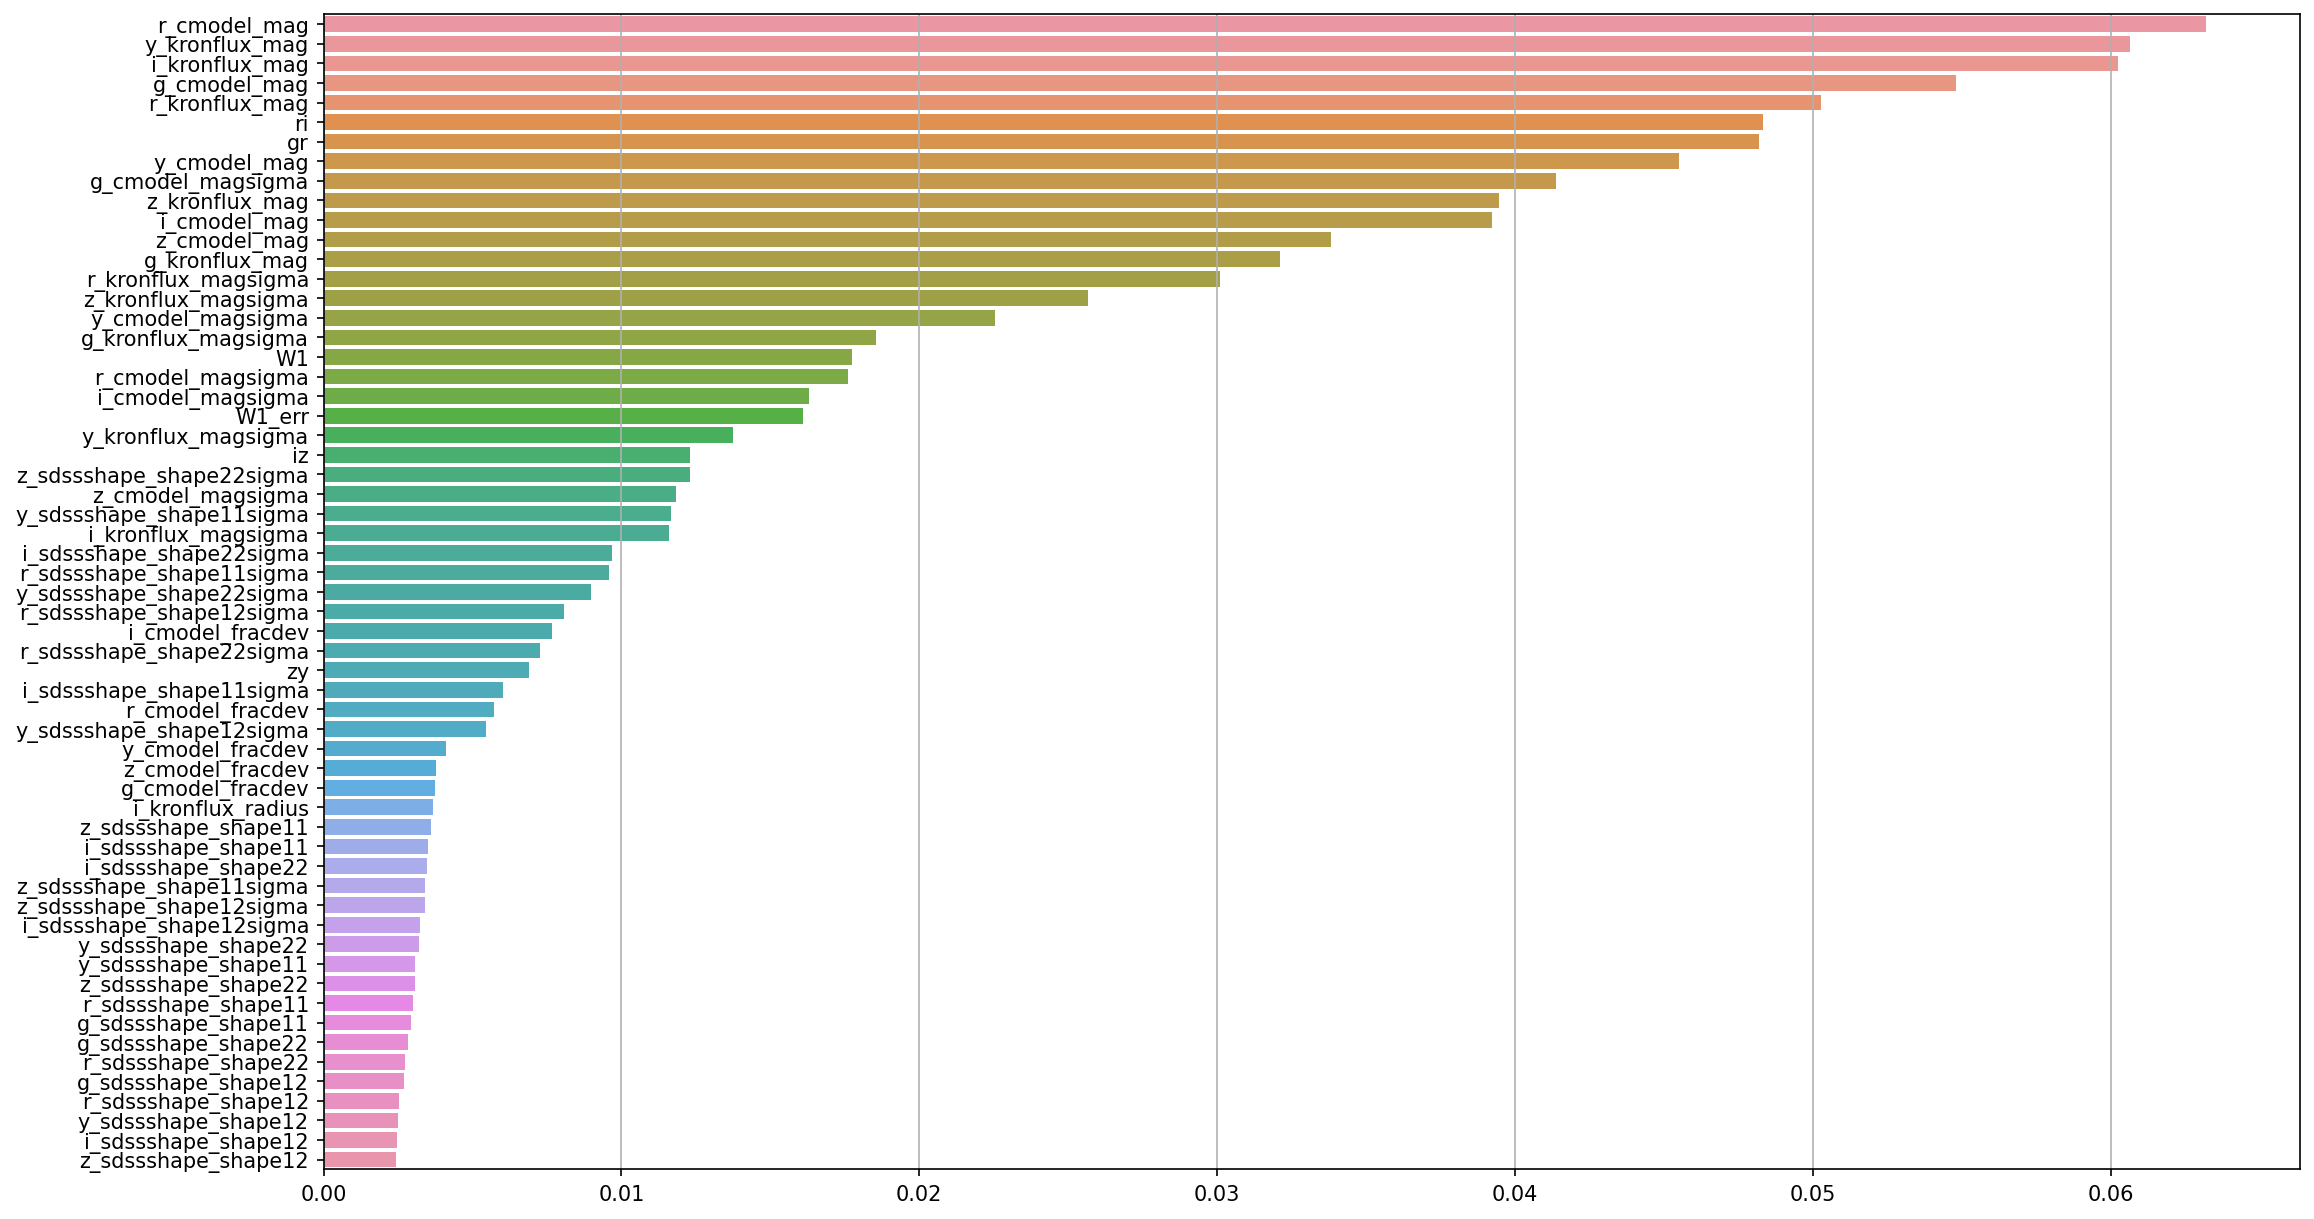 r_cmodel_mag
y_kronflux_mag
i_kronflux_mag
g_cmodel_mag
r_kronflux_mag
ri
gr
y_cmodel_mag
g_cmodel_magsigma
z_kronflux_mag
i_cmodel_mag
z_cmodel_mag
g_kronflux_mag
r_kronflux_magsigma
z_kronflux_magsigma
y_cmodel_magsigma
g_kronflux_magsigma
W1
r_cmodel_magsigma
i_cmodel_magsigma
W1_err
y_kronflux_magsigma
iz
z_sdssshape_shape22sigma
z_cmodel_magsigma
y_sdssshape_shape11sigma
i_kronflux_magsigma
i_sdssshape_shape22sigma
r_sdssshape_shape11sigma
y_sdssshape_shape22sigma
r_sdssshape_shape12sigma
i_cmodel_fracdev
r_sdssshape_shape22sigma
zy
i_sdssshape_shape11sigma
r_cmodel_fracdev
y_sdssshape_shape12sigma
y_cmodel_fracdev
z_cmodel_fracdev
g_cmodel_fracdev
i_kronflux_radius
z_sdssshape_shape11
i_sdssshape_shape11
i_sdssshape_shape22
z_sdssshape_shape11sigma
z_sdssshape_shape12sigma
i_sdssshape_shape12sigma
y_sdssshape_shape22
y_sdssshape_shape11
z_sdssshape_shape22
r_sdssshape_shape11
g_sdssshape_shape11
g_sdssshape_shape22
r_sdssshape_shape22
g_sdssshape_shape12
r_sdssshape_shape12
y_sdssshape_shape12
i_sdssshape_shape12
z_sdssshape_shape12
0.00 0.01 0.02 0.03 0.04 0.05 0.06